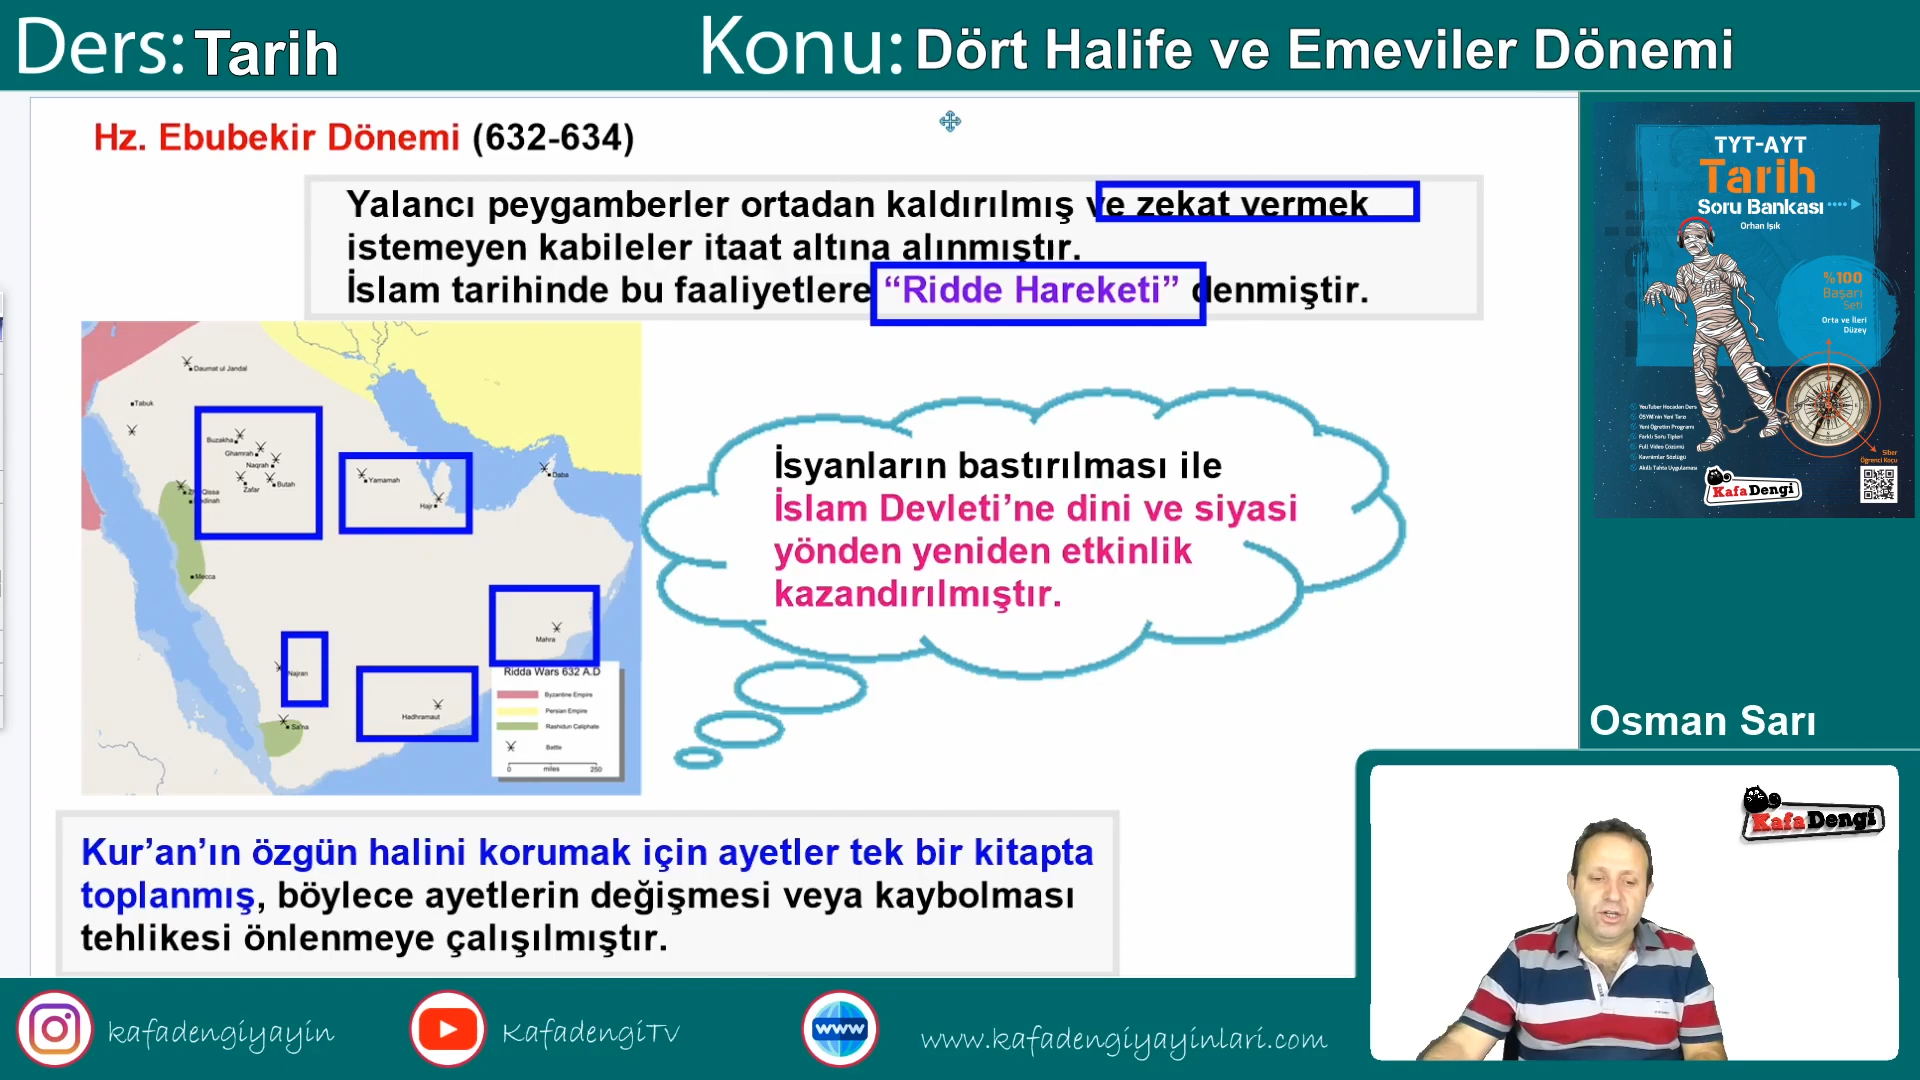 Ders: Tarih
Konu: Dört Halife ve Emeviler Dönemi
Hz. Ebubekir Dönemi (632-634)
Yalancı peygamberler ortadan kaldırılmış ve zekat vermek
istemeyen kabileler itaat altına alınmıştır.
İslam tarihinde bu faaliyetlere “Ridde Hareketi” denmiştir.
Daumat ul Jandal
Tabuk
Buzakha
Ghamrah
Naqrah
Zafar
Butah
Yamamah
Hajr
Daba
Mecca
Mahra
Najran
Hadhramaut
Sa'na
Ridda Wars 632 A.D
Byzantine Empire
Persian Empire
Rashidun Caliphate
Battle
0 miles 250
İsyanların bastırılması ile
İslam Devleti’ne dini ve siyasi
yönden yeniden etkinlik
kazandırılmıştır.
Kur’an’ın özgün halini korumak için ayetler tek bir kitapta
toplanmış, böylece ayetlerin değişmesi veya kaybolması
tehlikesi önlenmeye çalışılmıştır.
TYT-AYT
Tarih
Soru Bankası
Orhan Işık
%100
Başarı
Seti
Orta ve İleri
Düzey
YouTuber Hocadan Ders
ÖSYM'nin Yeni Tarzı
Yeni Öğretim Programı
Farklı Soru Tipleri
Full Video Çözümü
Kavramlar Sözlüğü
Akıllı Tahta Uygulaması
Siber
Öğrenci Koçu
KafaDengi
Osman Sarı
KafaDengi
kafadengiyayin
KafadengiTv
www
www.kafadengiyayinlari.com